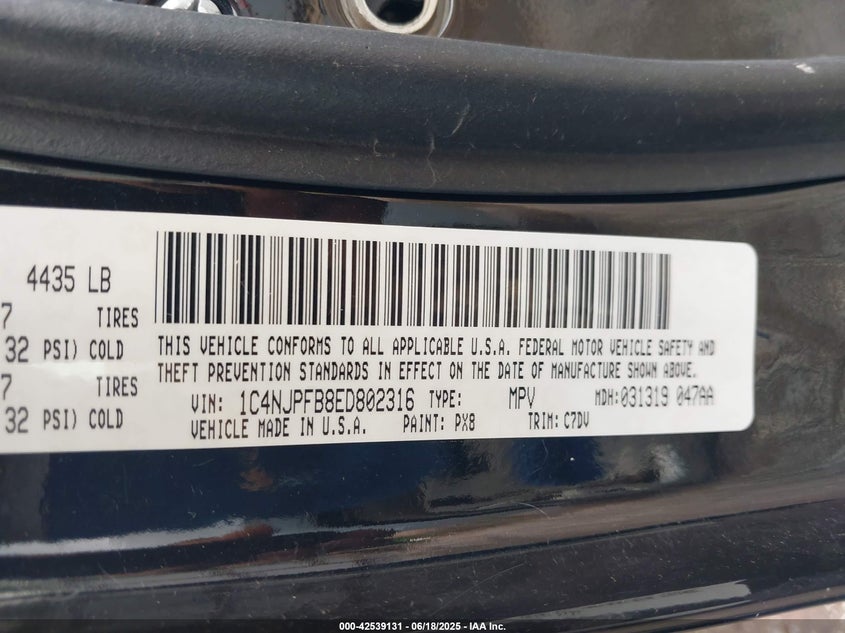 4435 LB
7 TIRES
32 PSI) COLD
7 TIRES
32 PSI) COLD
THIS VEHICLE CONFORMS TO ALL APPLICABLE U.S.A. FEDERAL MOTOR VEHICLE SAFETY AND
THEFT PREVENTION STANDARDS IN EFFECT ON THE DATE OF MANUFACTURE SHOWN ABOVE.
VIN: 1C4NJPFB8ED802316 TYPE: MPV MDH:031319 047AA
VEHICLE MADE IN U.S.A. PAINT: PX8 TRIM: C7DV
000-42539131 - 06/18/2025 - IAA Inc.